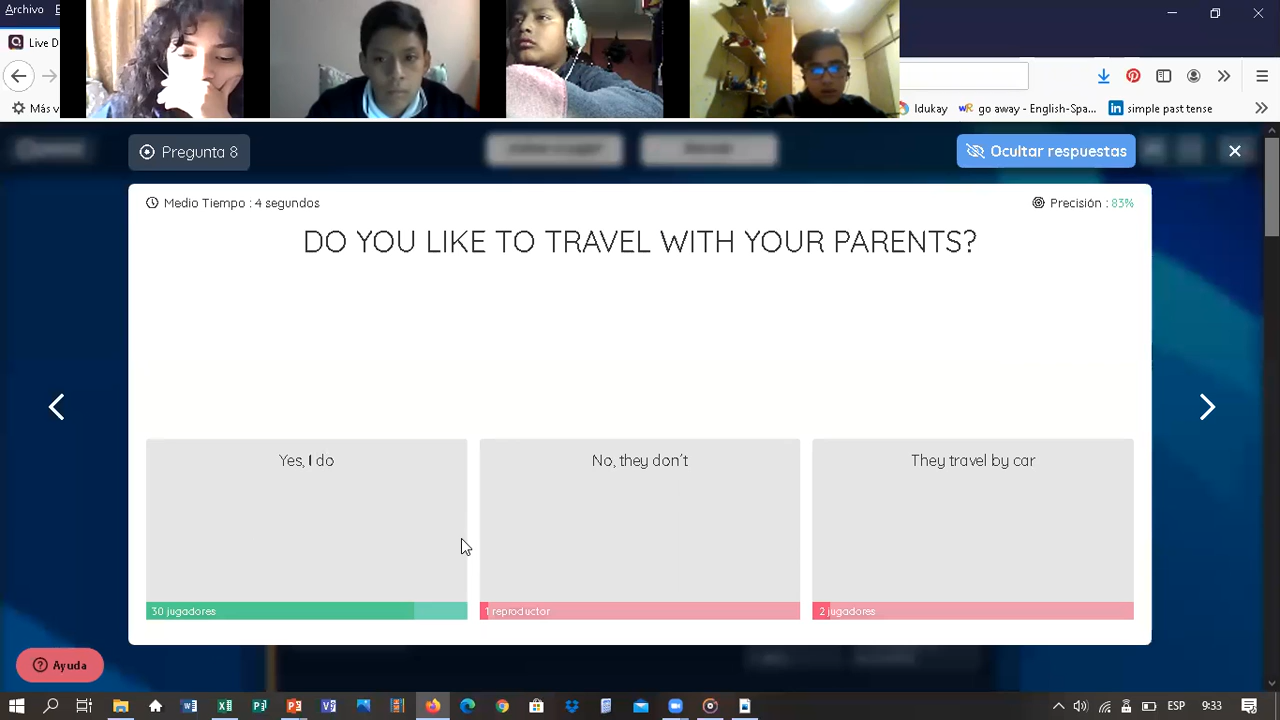 Archivo
Live D
Más v
Idukay
go away - English-Spa...
simple past tense
Pregunta 8
Ocultar respuestas
Medio Tiempo : 4 segundos
Precisión : 83%
DO YOU LIKE TO TRAVEL WITH YOUR PARENTS?
Yes, I do
No, they don´t
They travel by car
30 jugadores
1 reproductor
2 jugadores
Ayuda
ESP
9:33